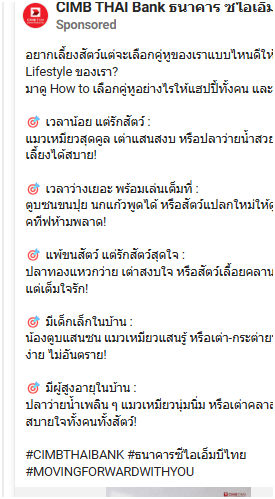 CIMB THAI Bank ธนาคาร ซีไอเอ็มบี
Sponsored
อยากเลี้ยงสัตว์แต่จะเลือกคู่หูของเราแบบไหนดีให้
Lifestyle ของเรา?
มาดู How to เลือกคู่หูอย่างไรให้แฮปปี้ทั้งคน และ
🎯 เวลาน้อย แต่รักสัตว์ :
แมวเหมียวสุดคูล เต่าแสนสงบ หรือปลาว่ายน้ำสวย
เลี้ยงได้สบาย!
🎯 เวลาว่างเยอะ พร้อมเล่นเต็มที่ :
ตูบซนขนปุย นกแก้วพูดได้ หรือสัตว์แปลกใหม่ให้
คทีฟห้ามพลาด!
🎯 แพ้ขนสัตว์ แต่รักสัตว์สุดใจ :
ปลาทองแหวกว่าย เต่าสงบใจ หรือสัตว์เลื้อยคลาน
แต่เต็มใจรัก!
🎯 มีเด็กเล็กในบ้าน :
น้องตูบแสนซน แมวเหมียวแสนรู้ หรือเต่า-กระต่าย
ง่าย ไม่อันตราย!
🎯 มีผู้สูงอายุในบ้าน :
ปลาว่ายน้ำเพลิน ๆ แมวเหมียวนุ่มนิ่ม หรือเต่าคลาน
สบายใจทั้งคนทั้งสัตว์!
#CIMBTHAIBANK #ธนาคารซีไอเอ็มบีไทย
#MOVINGFORWARDWITHYOU